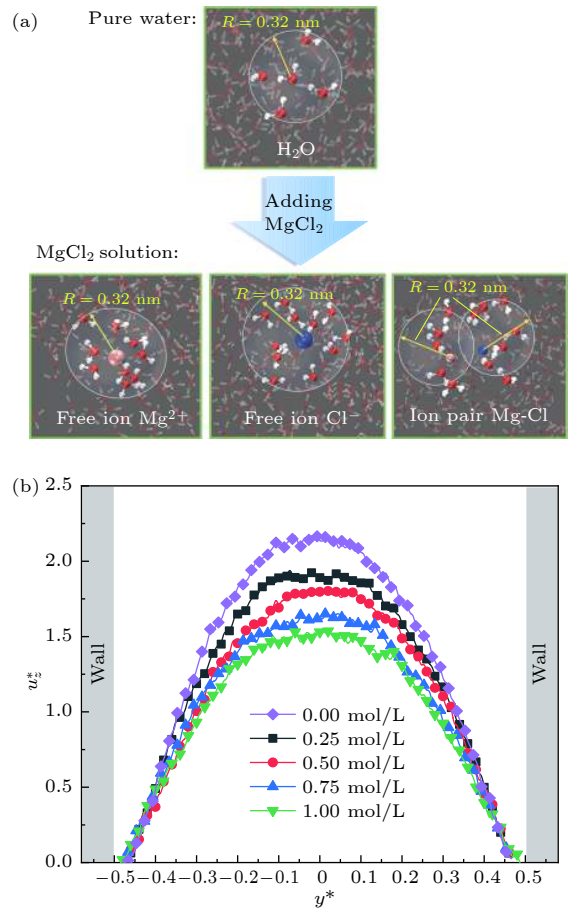 (a)
Pure water:
R = 0.32 nm
H₂O
Adding
MgCl₂
MgCl₂ solution:
R = 0.32 nm
Free ion Mg²⁺
R = 0.32 nm
Free ion Cl⁻
R = 0.32 nm
Ion pair Mg-Cl
(b)
2.5
2.0
1.5
1.0
0.5
0.0
u*z
Wall
Wall
0.00 mol/L
0.25 mol/L
0.50 mol/L
0.75 mol/L
1.00 mol/L
−0.5 −0.4 −0.3 −0.2 −0.1 0 0.1 0.2 0.3 0.4 0.5
y*